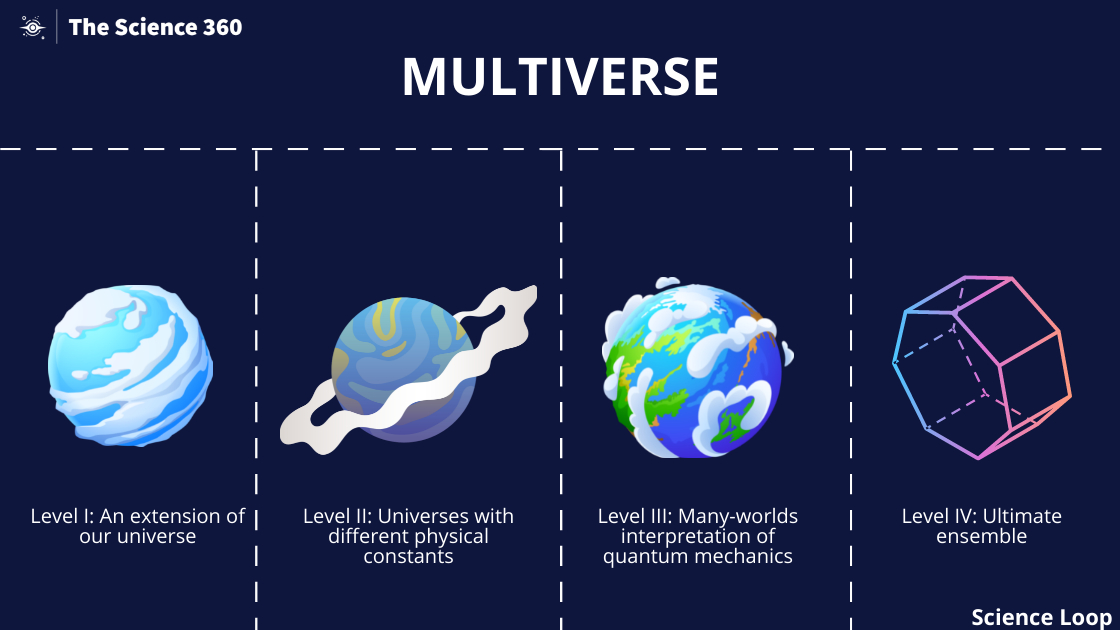 The Science 360
MULTIVERSE
Level I: An extension of
our universe
Level II: Universes with
different physical
constants
Level III: Many-worlds
interpretation of
quantum mechanics
Level IV: Ultimate
ensemble
Science Loop